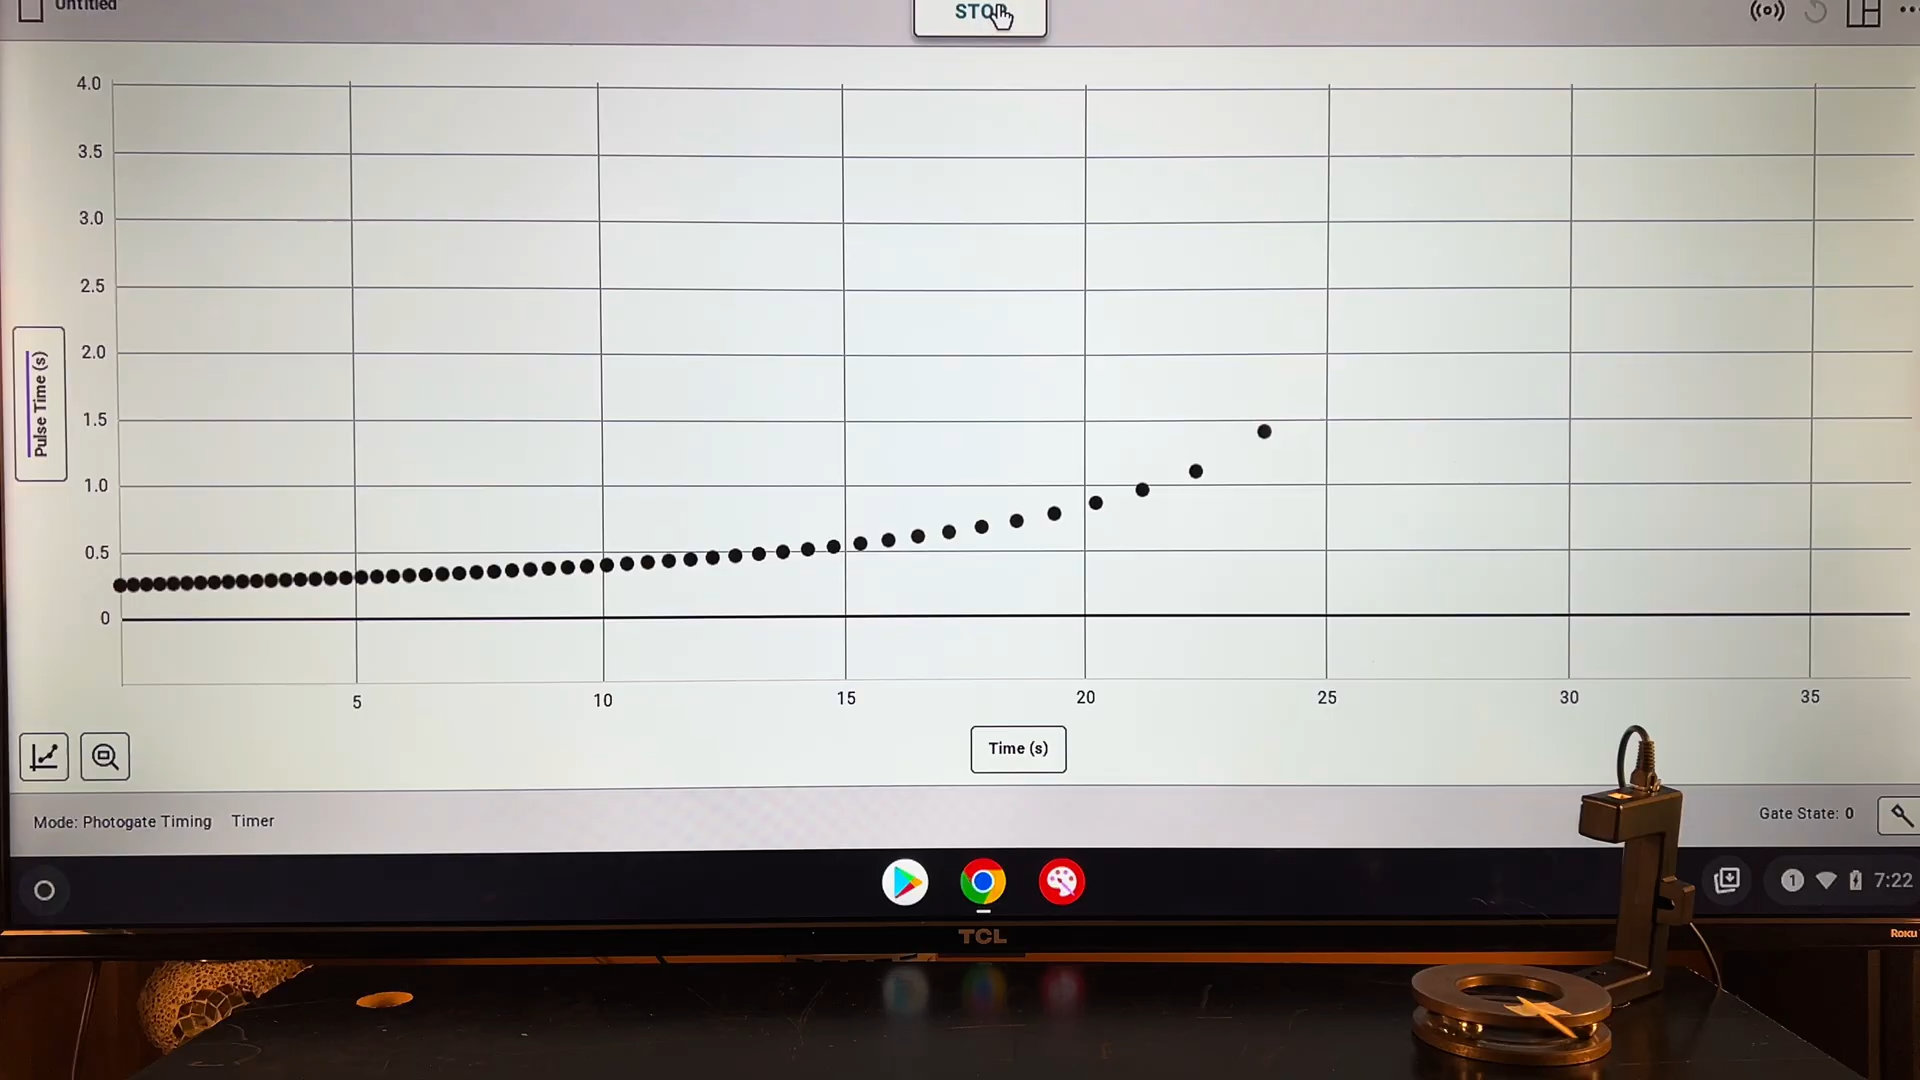 Untitled
STOP
4.0
3.5
3.0
2.5
2.0
1.5
1.0
0.5
0
Pulse Time (s)
5 10 15 20 25 30 35
Time (s)
Mode: Photogate Timing Timer
Gate State: 0
1 7:22
TCL
Roku